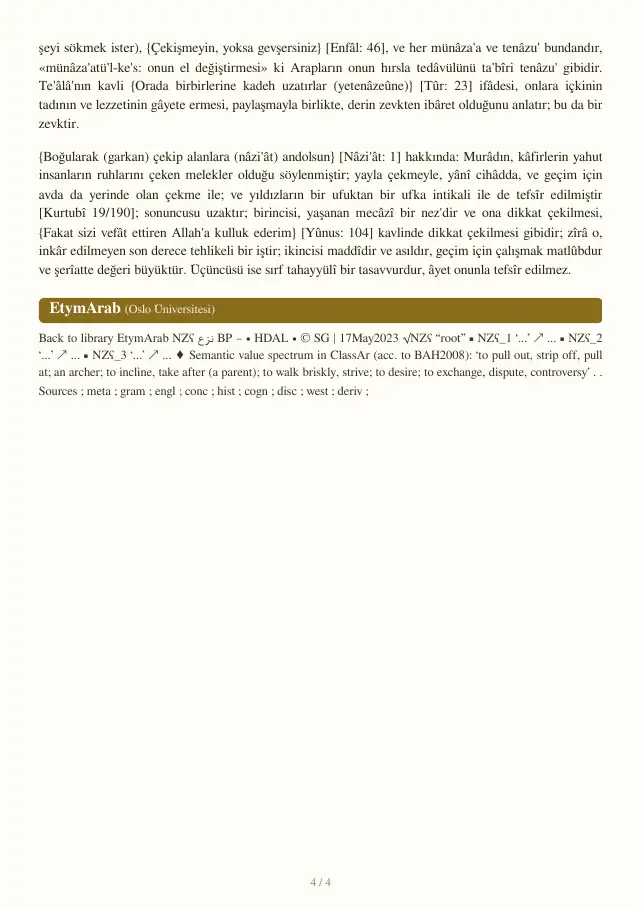 şeyi sökmek ister), {Çekişmeyin, yoksa gevşersiniz} [Enfâl: 46], ve her münâza'a ve tenâzu' bundandır,
«münâza'atü'l-ke's: onun el değiştirmesi» ki Arapların onun hırsla tedâvülünü ta'bîri tenâzu' gibidir.
Te'âlâ'nın kavli {Orada birbirlerine kadeh uzatırlar (yetenâzeûne)} [Tûr: 23] ifâdesi, onlara içkinin
tadının ve lezzetinin gâyete ermesi, paylaşmayla birlikte, derin zevkten ibâret olduğunu anlatır; bu da bir
zevktir.
{Boğularak (garkan) çekip alanlara (nâzi'ât) andolsun} [Nâzi'ât: 1] hakkında: Murâdın, kâfirlerin yahut
insanların ruhlarını çeken melekler olduğu söylenmiştir; yayla çekmeyle, yânî cihâdda, ve geçim için
avda da yerinde olan çekme ile; ve yıldızların bir ufuktan bir ufka intikali ile de tefsîr edilmiştir
[Kurtubî 19/190]; sonuncusu uzaktır; birincisi, yaşanan mecâzî bir nez'dir ve ona dikkat çekilmesi,
{Fakat sizi vefât ettiren Allah'a kulluk ederim} [Yûnus: 104] kavlinde dikkat çekilmesi gibidir; zîrâ o,
inkâr edilmeyen son derece tehlikeli bir iştir; ikincisi maddîdir ve asıldır, geçim için çalışmak matlûbdur
ve şerîatte değeri büyüktür. Üçüncüsü ise sırf tahayyülî bir tasavvurdur, âyet onunla tefsîr edilmez.
EtymArab (Oslo Üniversitesi)
Back to library EtymArab NZʕ نزع BP – • HDAL • © SG | 17May2023 √NZʕ “root” ▪ NZʕ_1 ‘...’ ↗ ... ▪ NZʕ_2
‘...’ ↗ ... ▪ NZʕ_3 ‘...’ ↗ ... ♦ Semantic value spectrum in ClassAr (acc. to BAH2008): ‘to pull out, strip off, pull
at; an archer; to incline, take after (a parent); to walk briskly, strive; to desire; to exchange, dispute, controversy’ . .
Sources ; meta ; gram ; engl ; conc ; hist ; cogn ; disc ; west ; deriv ;
4 / 4